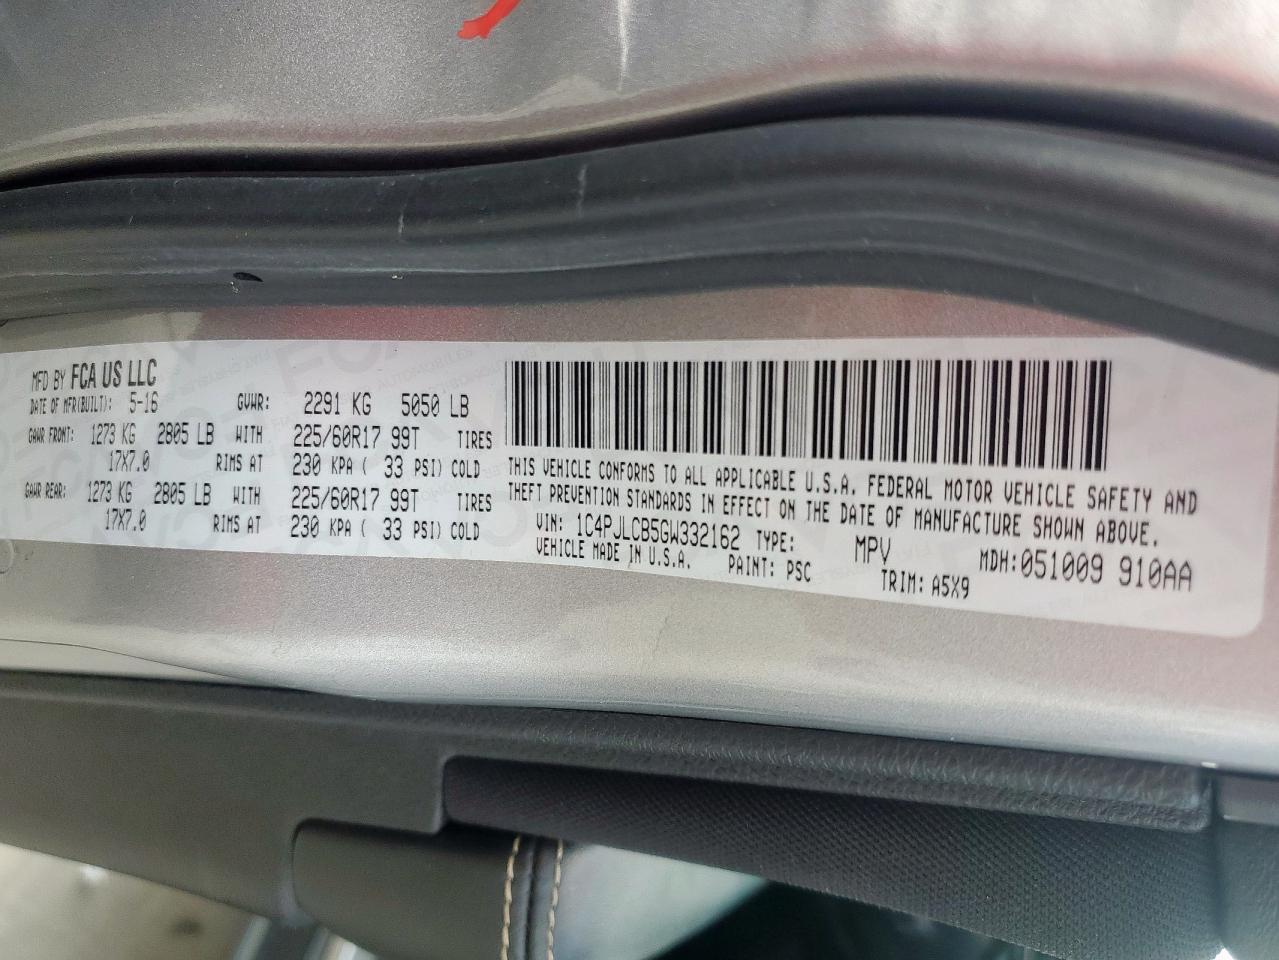 MFD BY FCA US LLC
DATE OF MFR(BUILT): 5-16 GVWR: 2291 KG 5050 LB
GAWR FRONT: 1273 KG 2805 LB WITH 225/60R17 99T TIRES
17X7.0 RIMS AT 230 KPA ( 33 PSI) COLD
GAWR REAR: 1273 KG 2805 LB WITH 225/60R17 99T TIRES
17X7.0 RIMS AT 230 KPA ( 33 PSI) COLD
THIS VEHICLE CONFORMS TO ALL APPLICABLE U.S.A. FEDERAL MOTOR VEHICLE SAFETY AND
THEFT PREVENTION STANDARDS IN EFFECT ON THE DATE OF MANUFACTURE SHOWN ABOVE.
VIN: 1C4PJLCB5GW332162 TYPE: MPV MDH:051009 910AA
VEHICLE MADE IN U.S.A. PAINT: PSC TRIM: A5X9